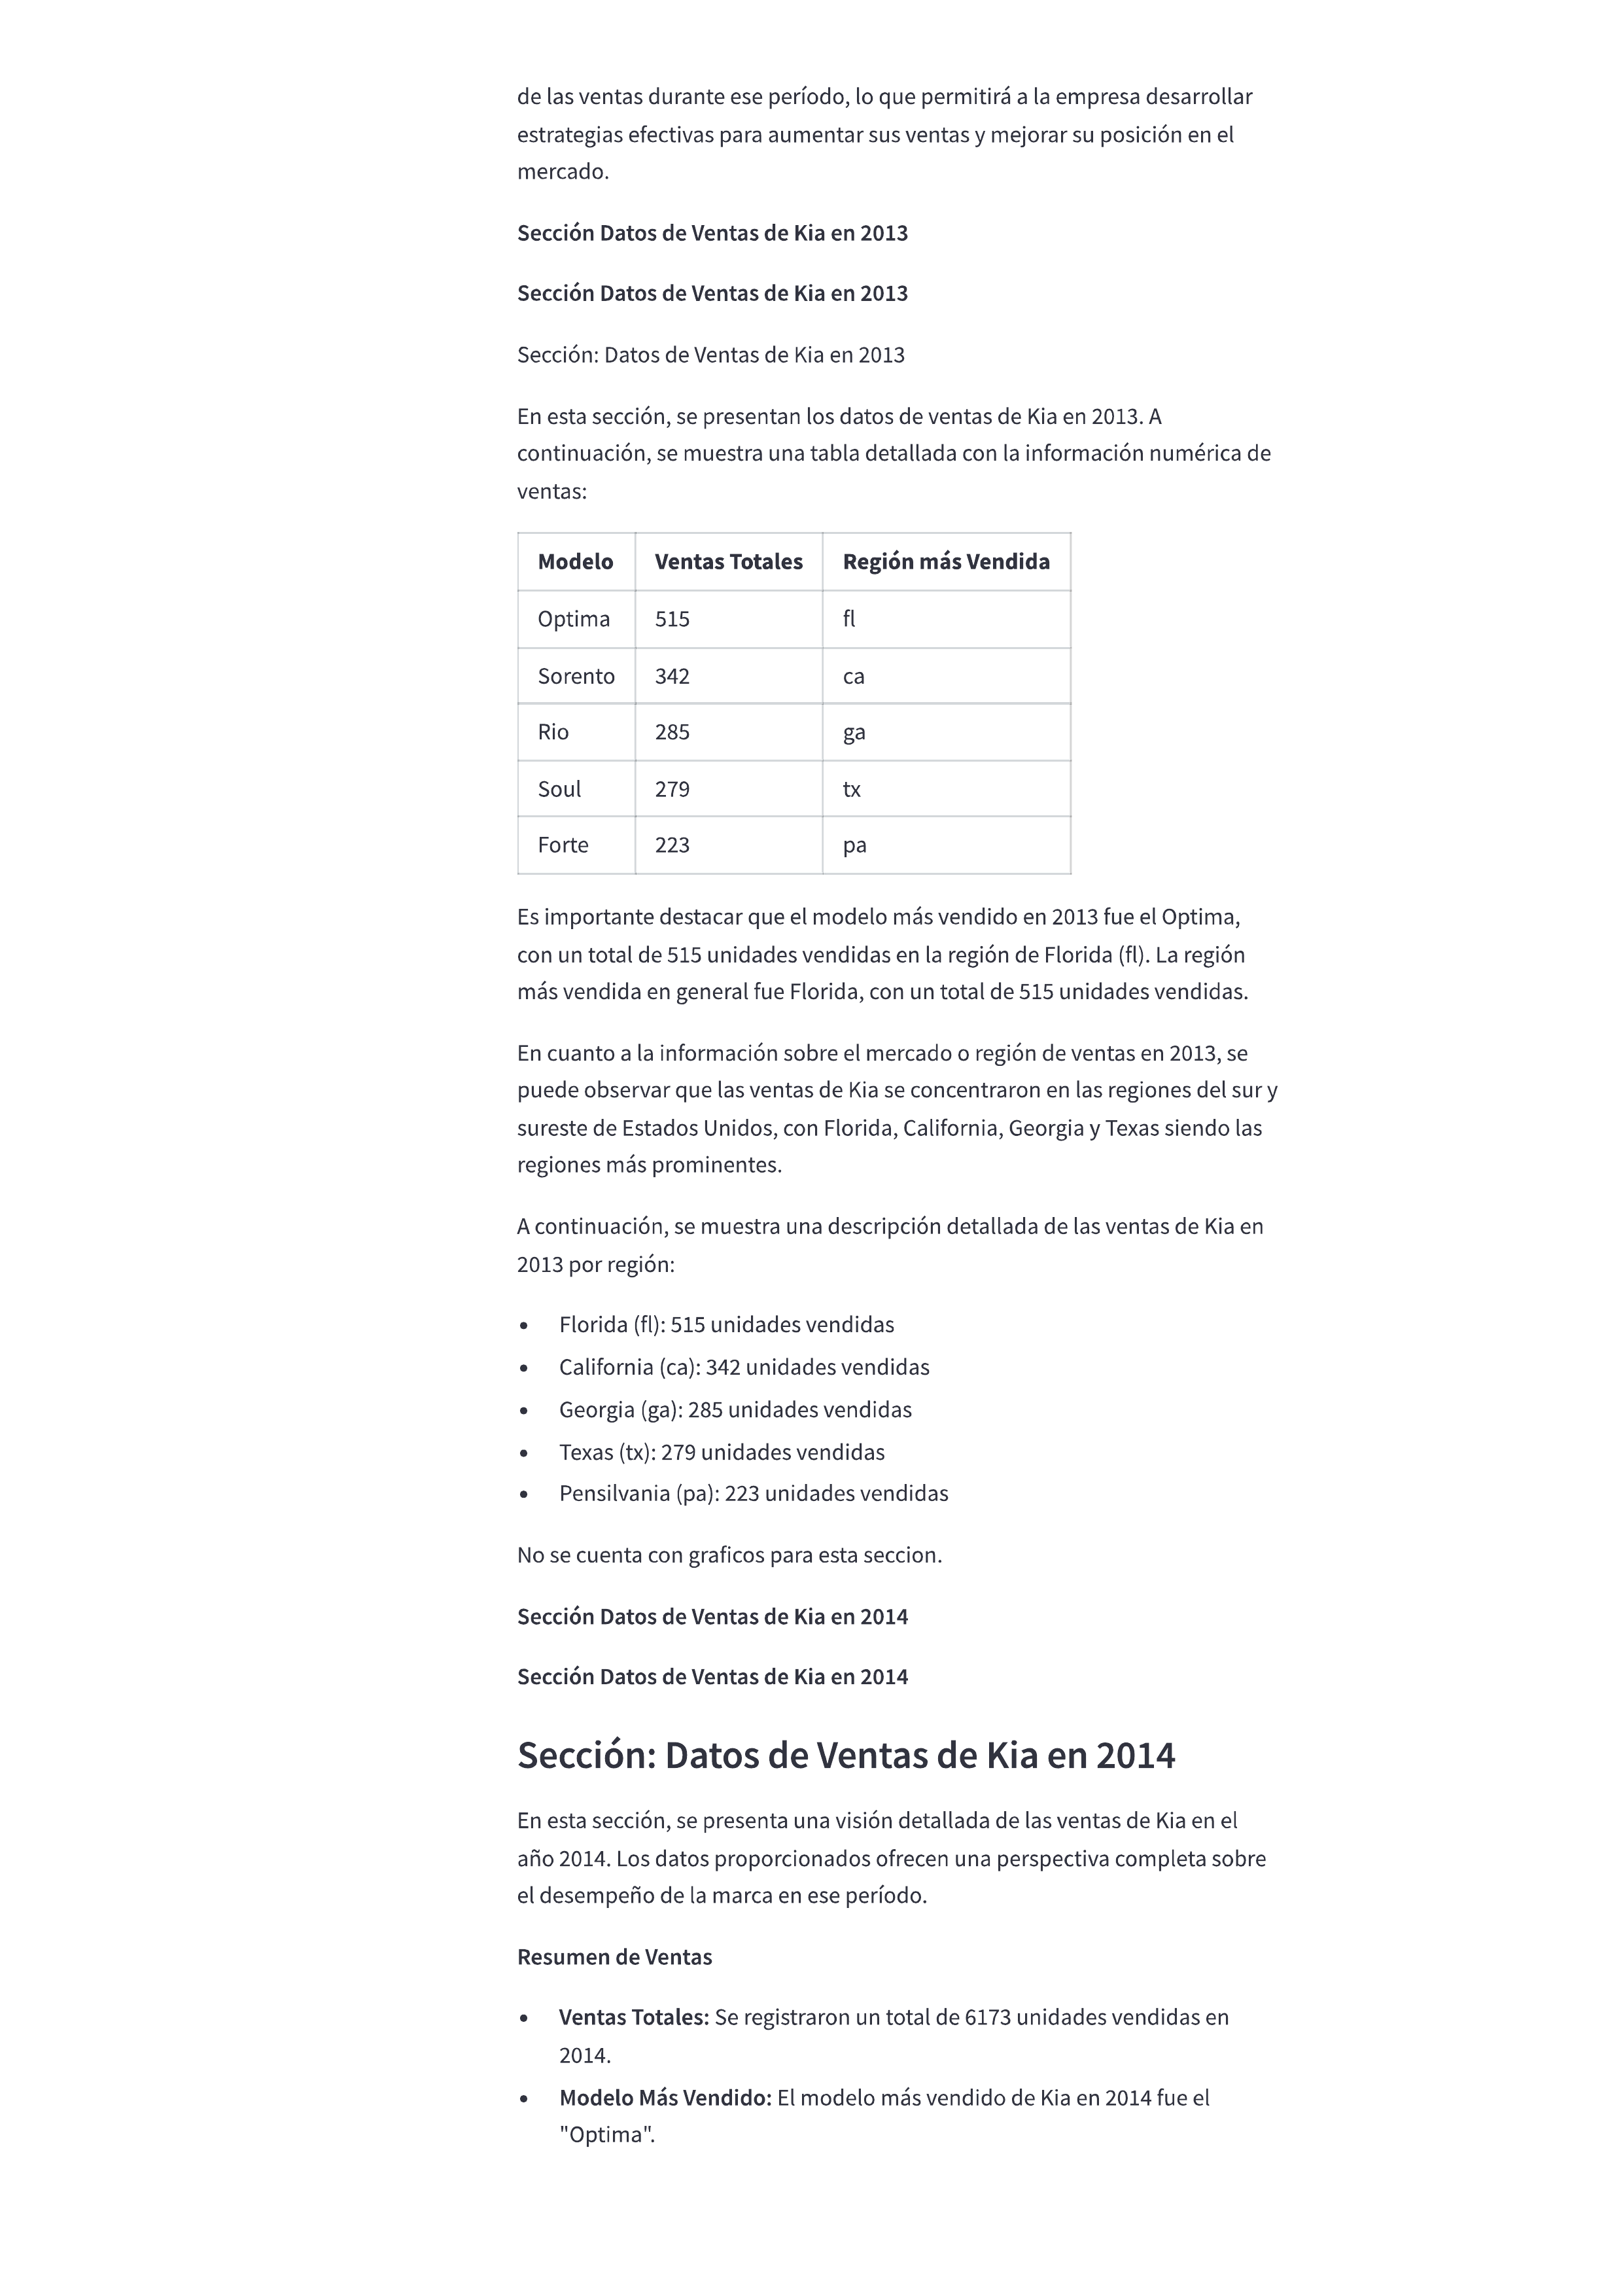 de las ventas durante ese período, lo que permitirá a la empresa desarrollar
estrategias efectivas para aumentar sus ventas y mejorar su posición en el
mercado.
Sección Datos de Ventas de Kia en 2013
Sección Datos de Ventas de Kia en 2013
Sección: Datos de Ventas de Kia en 2013
En esta sección, se presentan los datos de ventas de Kia en 2013. A
continuación, se muestra una tabla detallada con la información numérica de
ventas:
Modelo Ventas Totales Región más Vendida
Optima 515 fl
Sorento 342 ca
Rio 285 ga
Soul 279 tx
Forte 223 pa
Es importante destacar que el modelo más vendido en 2013 fue el Optima,
con un total de 515 unidades vendidas en la región de Florida (fl). La región
más vendida en general fue Florida, con un total de 515 unidades vendidas.
En cuanto a la información sobre el mercado o región de ventas en 2013, se
puede observar que las ventas de Kia se concentraron en las regiones del sur y
sureste de Estados Unidos, con Florida, California, Georgia y Texas siendo las
regiones más prominentes.
A continuación, se muestra una descripción detallada de las ventas de Kia en
2013 por región:
• Florida (fl): 515 unidades vendidas
• California (ca): 342 unidades vendidas
• Georgia (ga): 285 unidades vendidas
• Texas (tx): 279 unidades vendidas
• Pensilvania (pa): 223 unidades vendidas
No se cuenta con graficos para esta seccion.
Sección Datos de Ventas de Kia en 2014
Sección Datos de Ventas de Kia en 2014
Sección: Datos de Ventas de Kia en 2014
En esta sección, se presenta una visión detallada de las ventas de Kia en el
año 2014. Los datos proporcionados ofrecen una perspectiva completa sobre
el desempeño de la marca en ese período.
Resumen de Ventas
• Ventas Totales: Se registraron un total de 6173 unidades vendidas en
2014.
• Modelo Más Vendido: El modelo más vendido de Kia en 2014 fue el
"Optima".